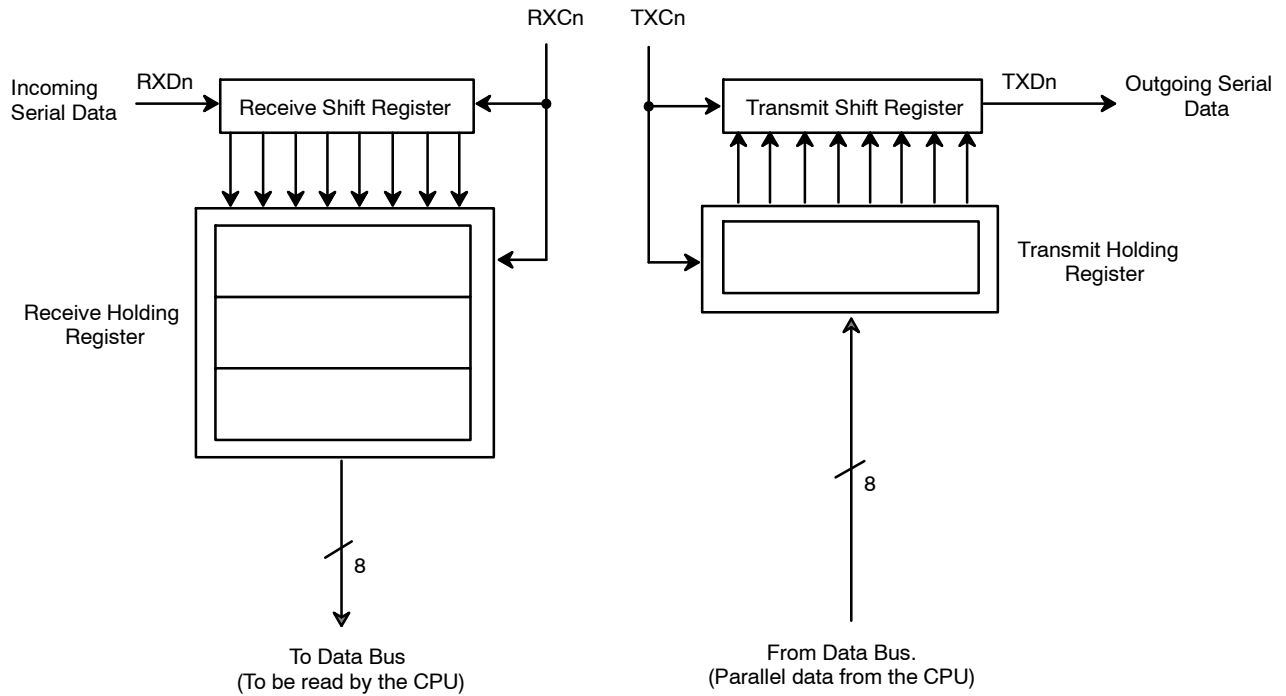 RXCn
TXCn
Incoming
Serial Data
RXDn
Receive Shift Register
Transmit Shift Register
TXDn
Outgoing Serial
Data
Receive Holding
Register
Transmit Holding
Register
8
8
To Data Bus
(To be read by the CPU)
From Data Bus.
(Parallel data from the CPU)